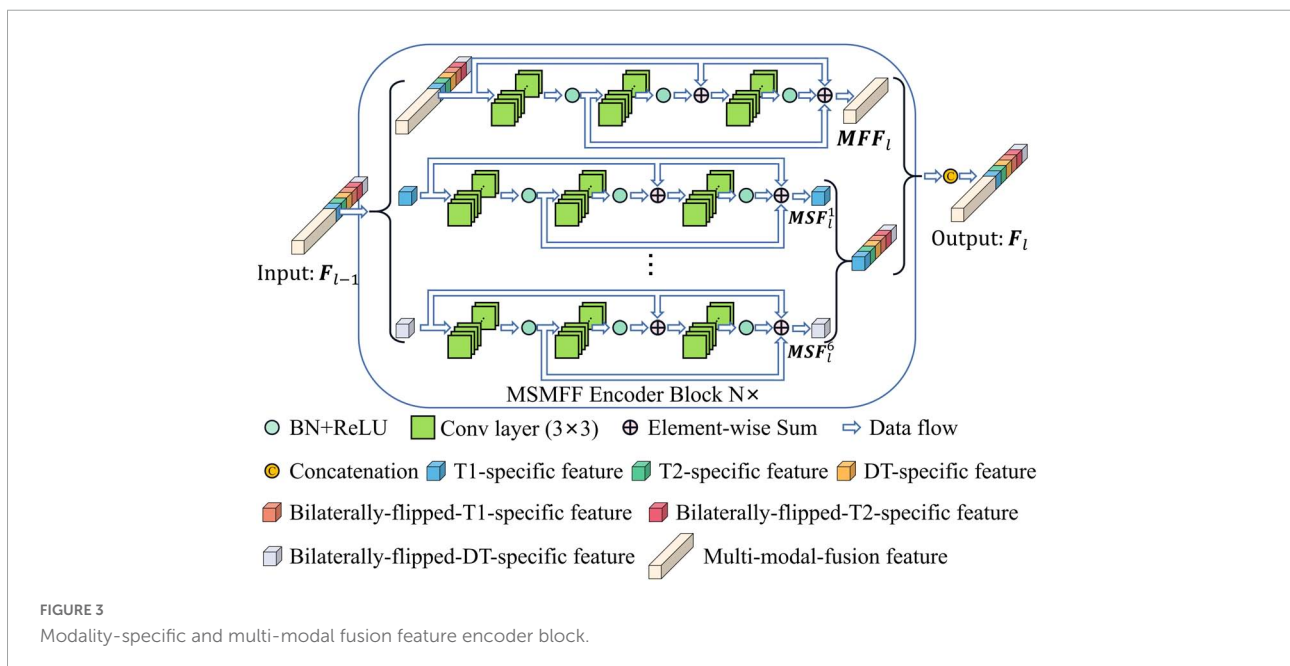 MFF_l
MSF_l^1
Input: F_{l−1}
Output: F_l
⋮
MSF_l^6
MSMFF Encoder Block N×
BN+ReLU Conv layer (3×3) Element-wise Sum Data flow
C Concatenation T1-specific feature T2-specific feature DT-specific feature
Bilaterally-flipped-T1-specific feature Bilaterally-flipped-T2-specific feature
Bilaterally-flipped-DT-specific feature Multi-modal-fusion feature
FIGURE 3
Modality-specific and multi-modal fusion feature encoder block.